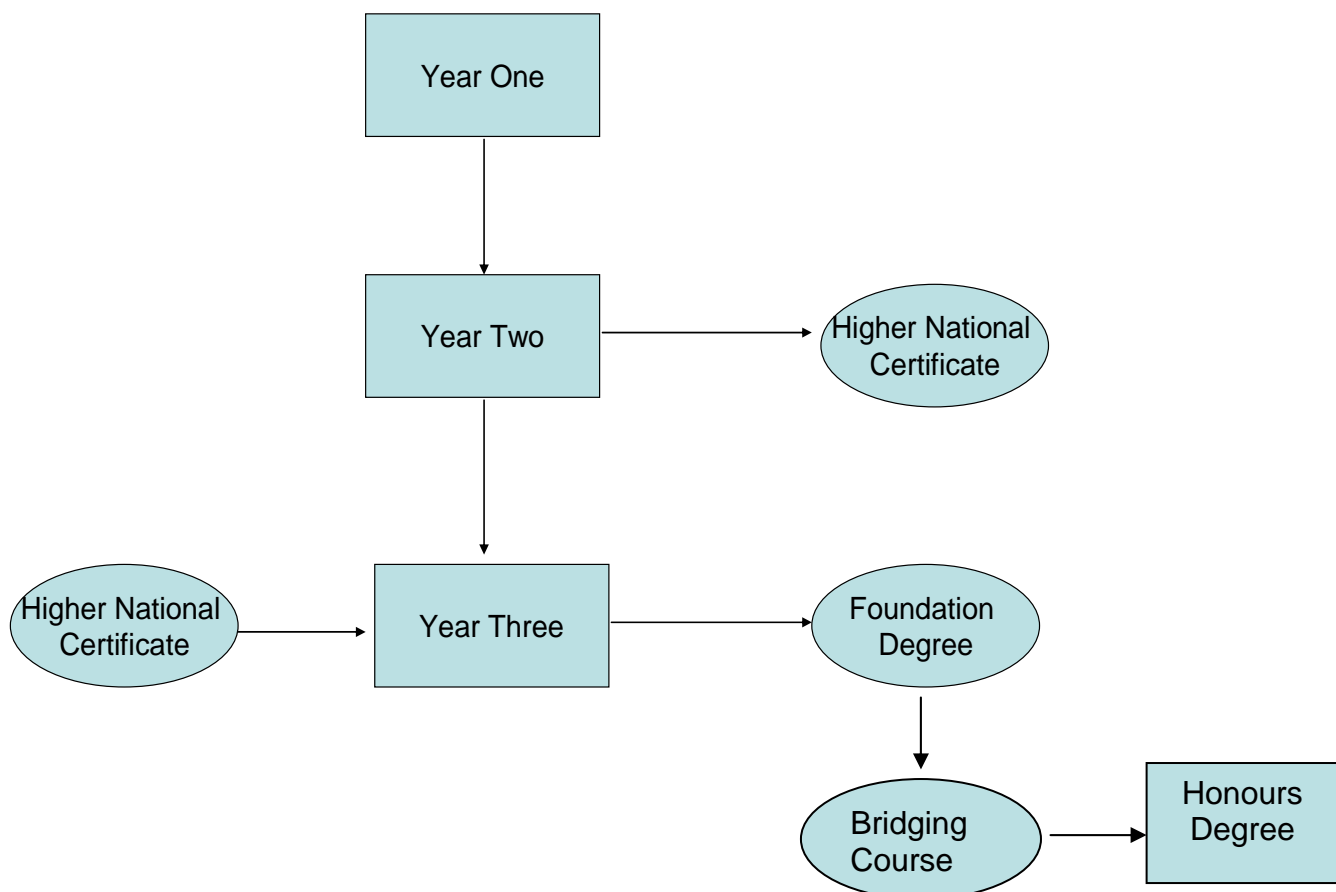 Year One
Year Two
Higher National
Certificate
Higher National
Certificate
Year Three
Foundation
Degree
Bridging
Course
Honours
Degree